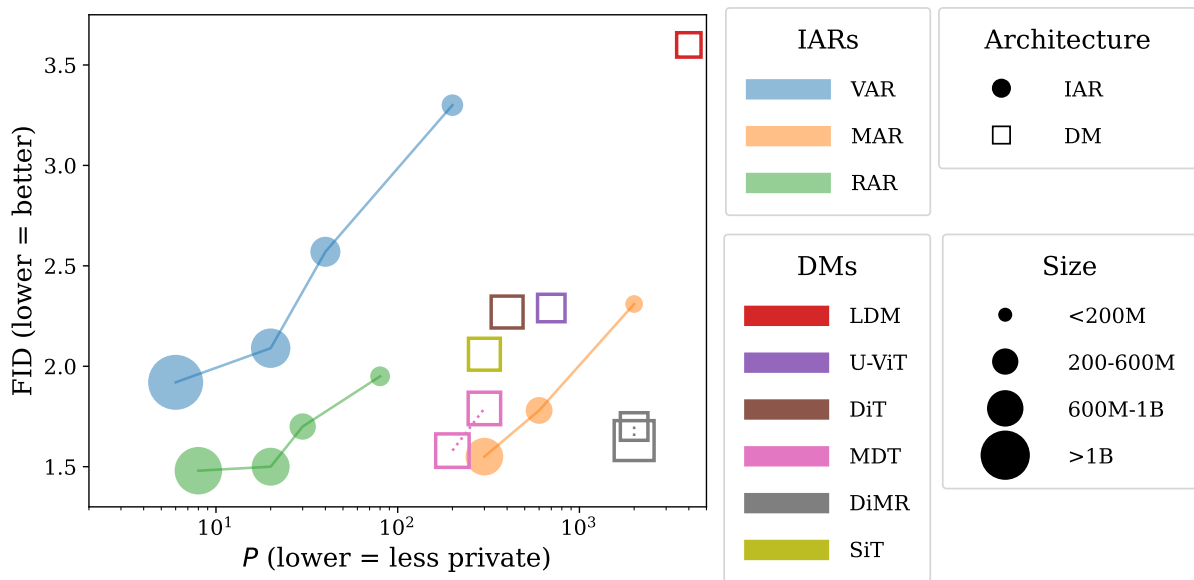 FID (lower = better)
3.5
3.0
2.5
2.0
1.5
10¹
10²
10³
P (lower = less private)
IARs
VAR
MAR
RAR
Architecture
IAR
DM
DMs
LDM
U-ViT
DiT
MDT
DiMR
SiT
Size
<200M
200-600M
600M-1B
>1B